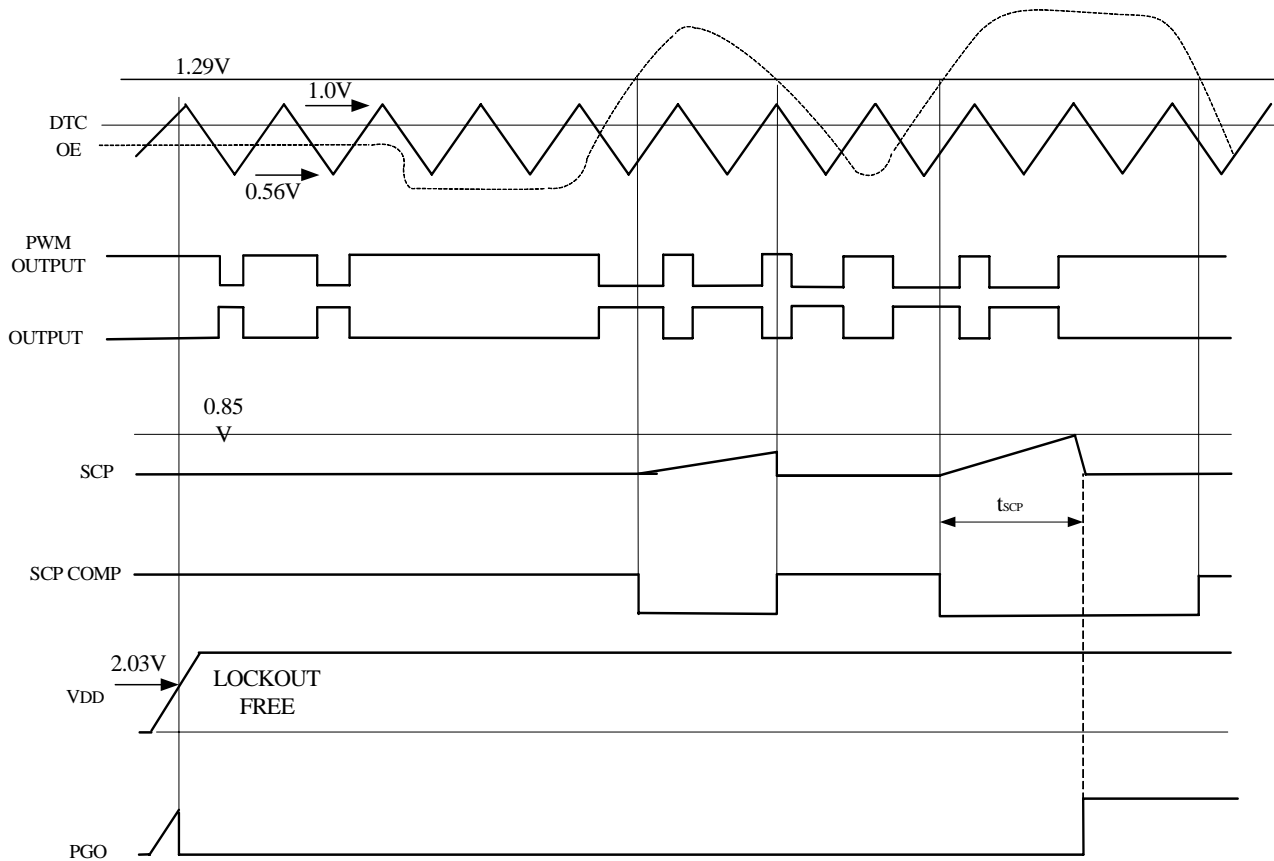 1.29V
1.0V
DTC
OE
0.56V
PWM
OUTPUT
OUTPUT
0.85
V
SCP
tSCP
SCP COMP
2.03V
VDD
LOCKOUT
FREE
PGO